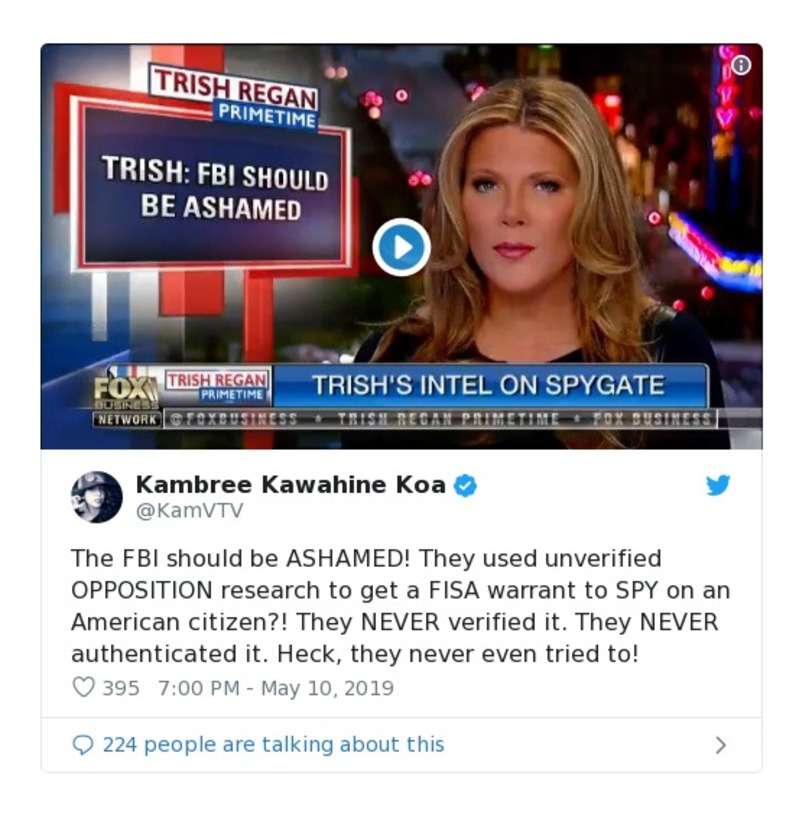 TRISH REGAN
PRIMETIME
TRISH: FBI SHOULD
BE ASHAMED
FOX
BUSINESS
NETWORK
TRISH REGAN
PRIMETIME
TRISH'S INTEL ON SPYGATE
@FOXBUSINESS * TRISH REGAN PRIMETIME * FOX BUSINESS
Kambree Kawahine Koa
@KamVTV
The FBI should be ASHAMED! They used unverified
OPPOSITION research to get a FISA warrant to SPY on an
American citizen?! They NEVER verified it. They NEVER
authenticated it. Heck, they never even tried to!
395 7:00 PM - May 10, 2019
224 people are talking about this